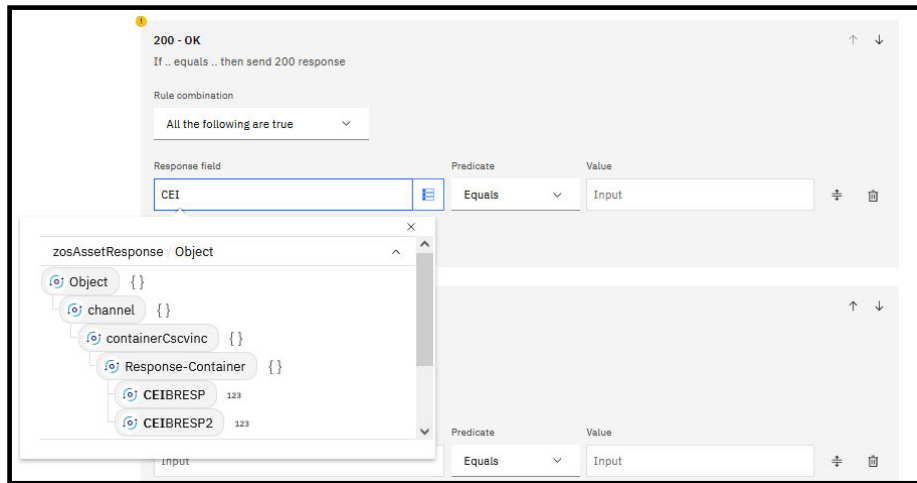 200 - OK
If .. equals .. then send 200 response
Rule combination
All the following are true
Response field Predicate Value
CEI Equals Input
zosAssetResponse / Object
Object { }
channel { }
containerCscvinc { }
Response-Container { }
CEIBRESP 123
CEIBRESP2 123
Predicate Value
Input Equals Input